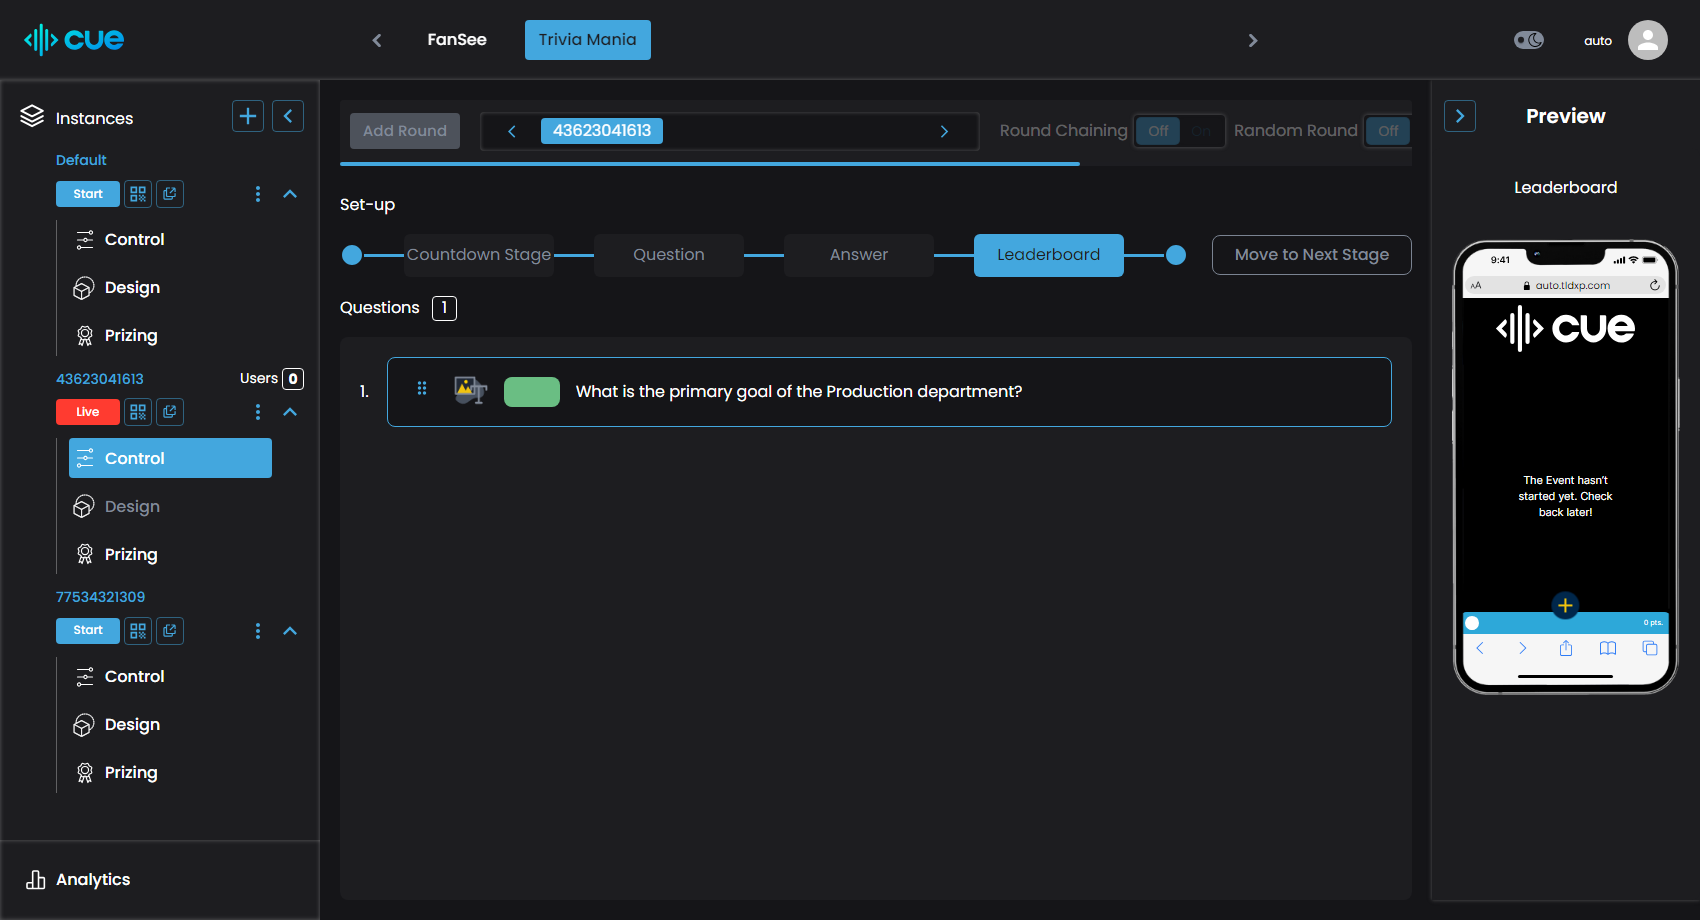 cue
FanSee
Trivia Mania
auto
Instances
Default
Start
Control
Design
Prizing
43623041613
Users 0
Live
Control
Design
Prizing
77534321309
Start
Control
Design
Prizing
Analytics
Add Round
43623041613
Round Chaining Off On
Random Round Off
Set-up
Countdown Stage
Question
Answer
Leaderboard
Move to Next Stage
Questions 1
1. What is the primary goal of the Production department?
Preview
Leaderboard
9:41
AA auto.tldxp.com
cue
The Event hasn't
started yet. Check
back later!
0 pts.